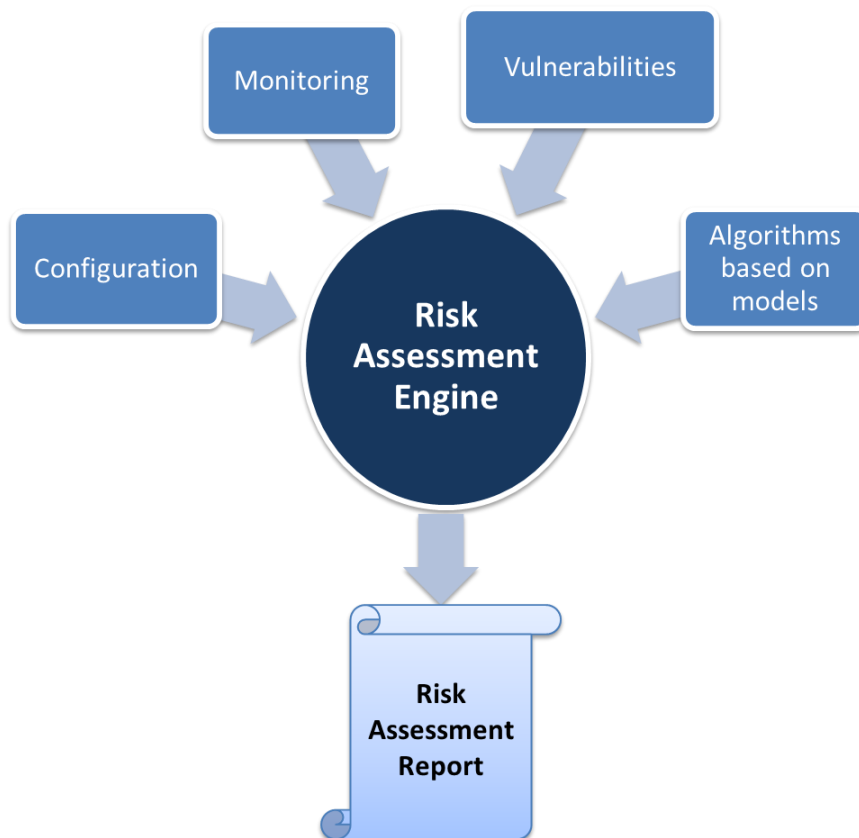 Monitoring
Vulnerabilities
Configuration
Algorithms
based on
models
Risk
Assessment
Engine
Risk
Assessment
Report